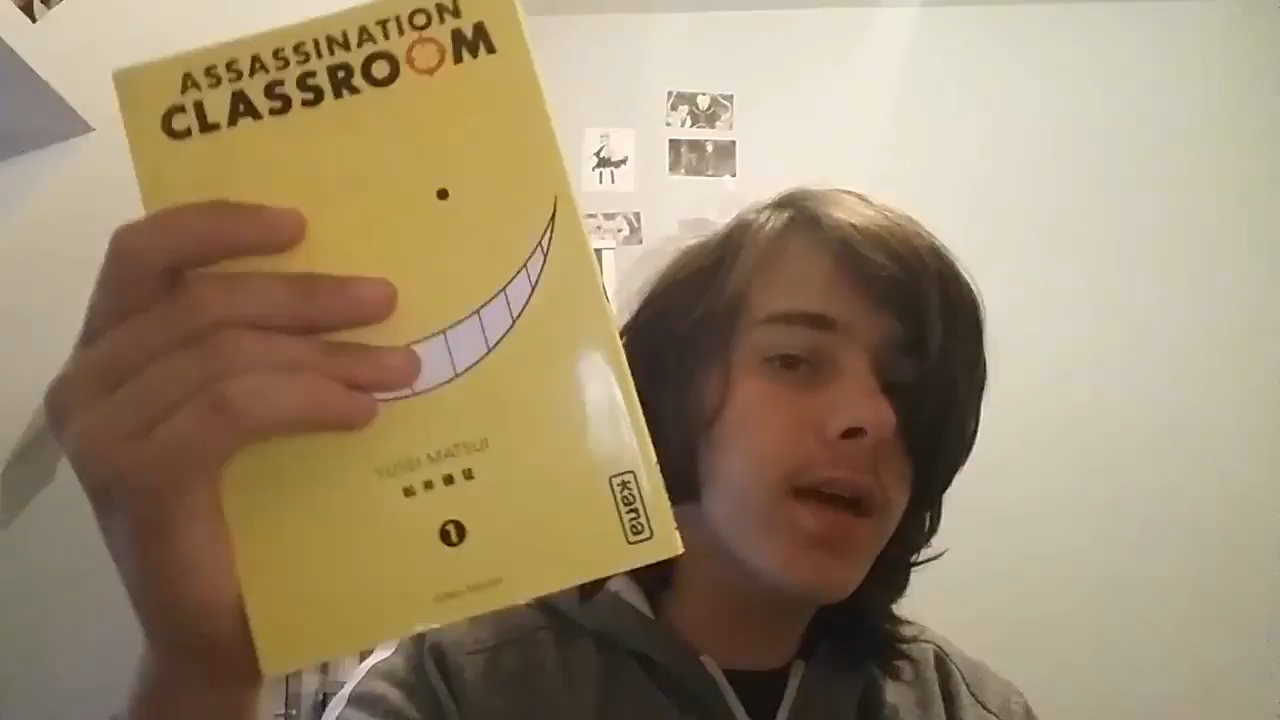 ASSASSINATION
CLASSROOM
YUSEI MATSUI
1
kana